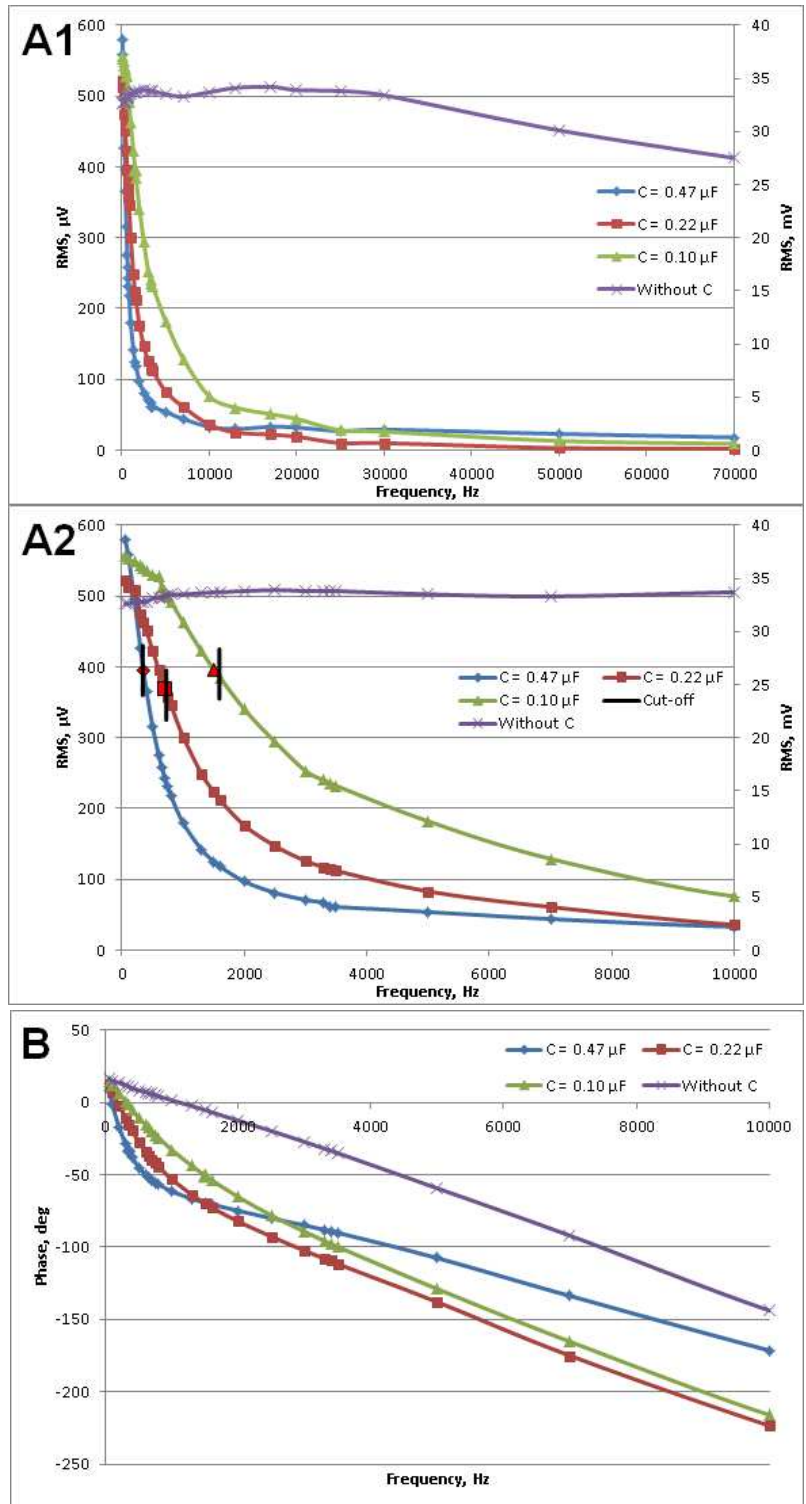 A1
600
500
400
300
200
100
0
RMS, µV
40
35
30
25
20
15
10
5
0
RMS, mV
C = 0.47 µF
C = 0.22 µF
C = 0.10 µF
Without C
0 10000 20000 30000 40000 50000 60000 70000
Frequency, Hz
A2
600
500
400
300
200
100
0
RMS, µV
40
35
30
25
20
15
10
5
0
RMS, mV
C = 0.47 µF C = 0.22 µF
C = 0.10 µF Cut-off
Without C
0 2000 4000 6000 8000 10000
Frequency, Hz
B
50
0
-50
-100
-150
-200
-250
Phase, deg
C = 0.47 µF C = 0.22 µF
C = 0.10 µF Without C
0 2000 4000 6000 8000 10000
Frequency, Hz